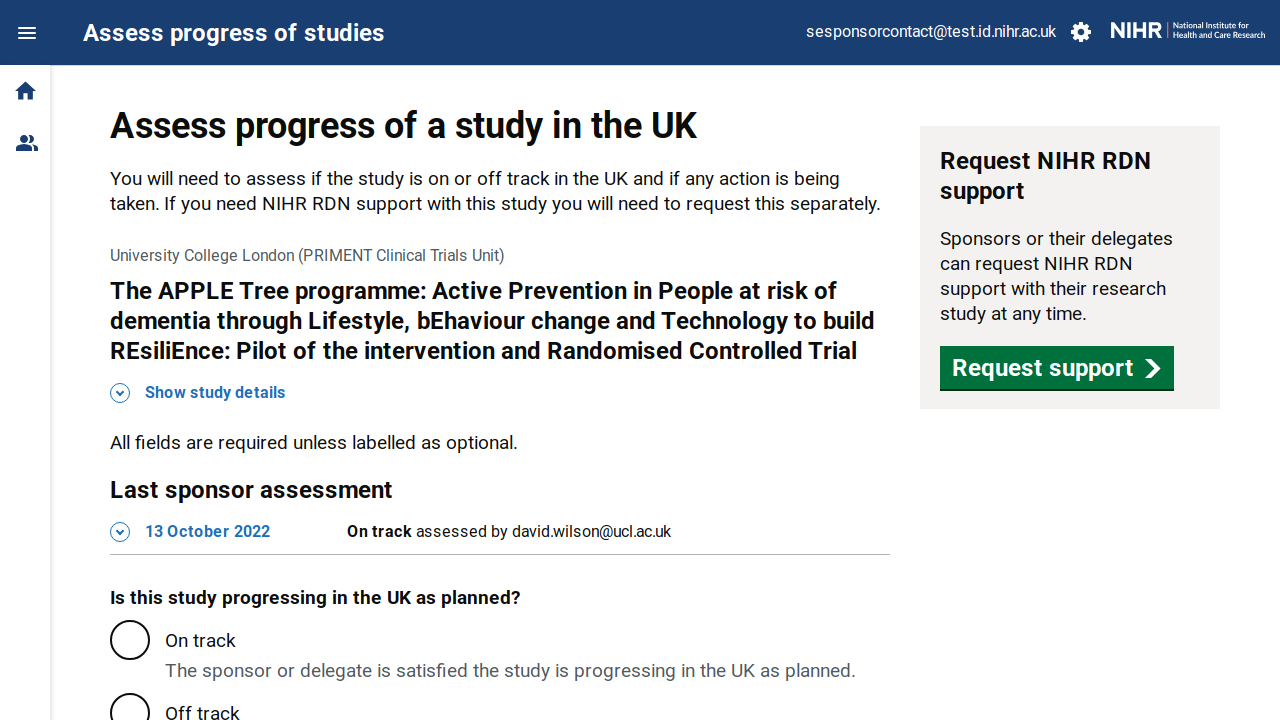 Assess progress of studies
sesponsorcontact@test.id.nihr.ac.uk
NIHR | National Institute for
Health and Care Research
Assess progress of a study in the UK
You will need to assess if the study is on or off track in the UK and if any action is being
taken. If you need NIHR RDN support with this study you will need to request this separately.
University College London (PRIMENT Clinical Trials Unit)
The APPLE Tree programme: Active Prevention in People at risk of
dementia through Lifestyle, bEhaviour change and Technology to build
REsiliEnce: Pilot of the intervention and Randomised Controlled Trial
Show study details
All fields are required unless labelled as optional.
Last sponsor assessment
13 October 2022 On track assessed by david.wilson@ucl.ac.uk
Is this study progressing in the UK as planned?
On track
The sponsor or delegate is satisfied the study is progressing in the UK as planned.
Off track
Request NIHR RDN
support
Sponsors or their delegates
can request NIHR RDN
support with their research
study at any time.
Request support